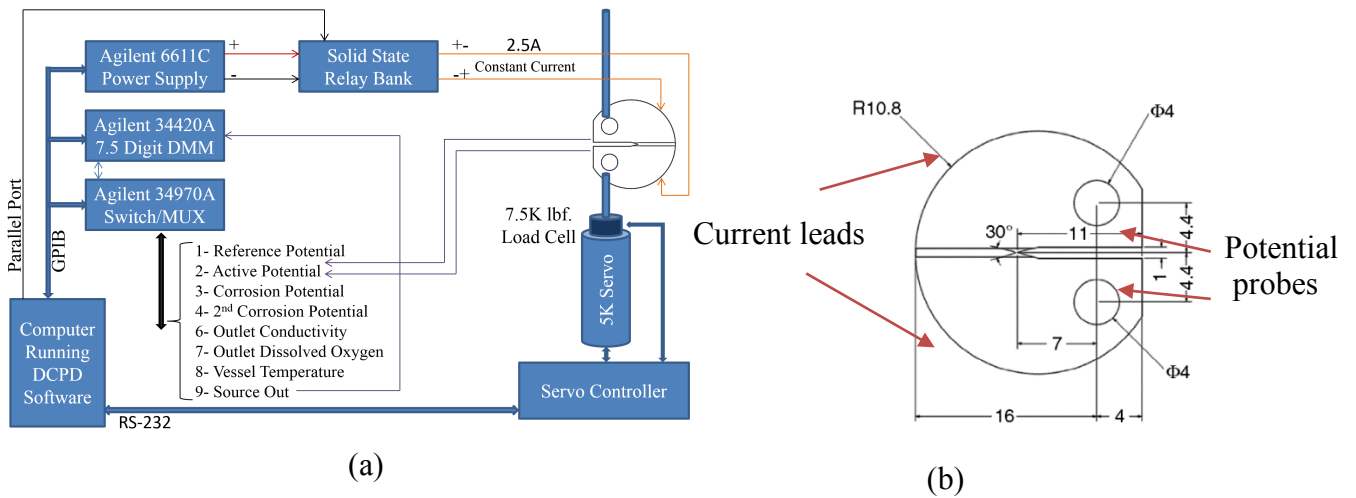 Agilent 6611C
Power Supply
+
-
Solid State
Relay Bank
+-
2.5A
-+
Constant Current
Agilent 34420A
7.5 Digit DMM
Agilent 34970A
Switch/MUX
Parallel Port
GPIB
7.5K lbf.
Load Cell
5K Servo
1- Reference Potential
2- Active Potential
3- Corrosion Potential
4- 2nd Corrosion Potential
6- Outlet Conductivity
7- Outlet Dissolved Oxygen
8- Vessel Temperature
9- Source Out
Computer
Running
DCPD
Software
Servo Controller
RS-232
(a)
R10.8
Φ4
Current leads
30°
11
4.4
1
4.4
Potential
probes
7
Φ4
16
4
(b)